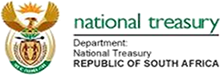 national treasury
Department:
National Treasury
REPUBLIC OF SOUTH AFRICA